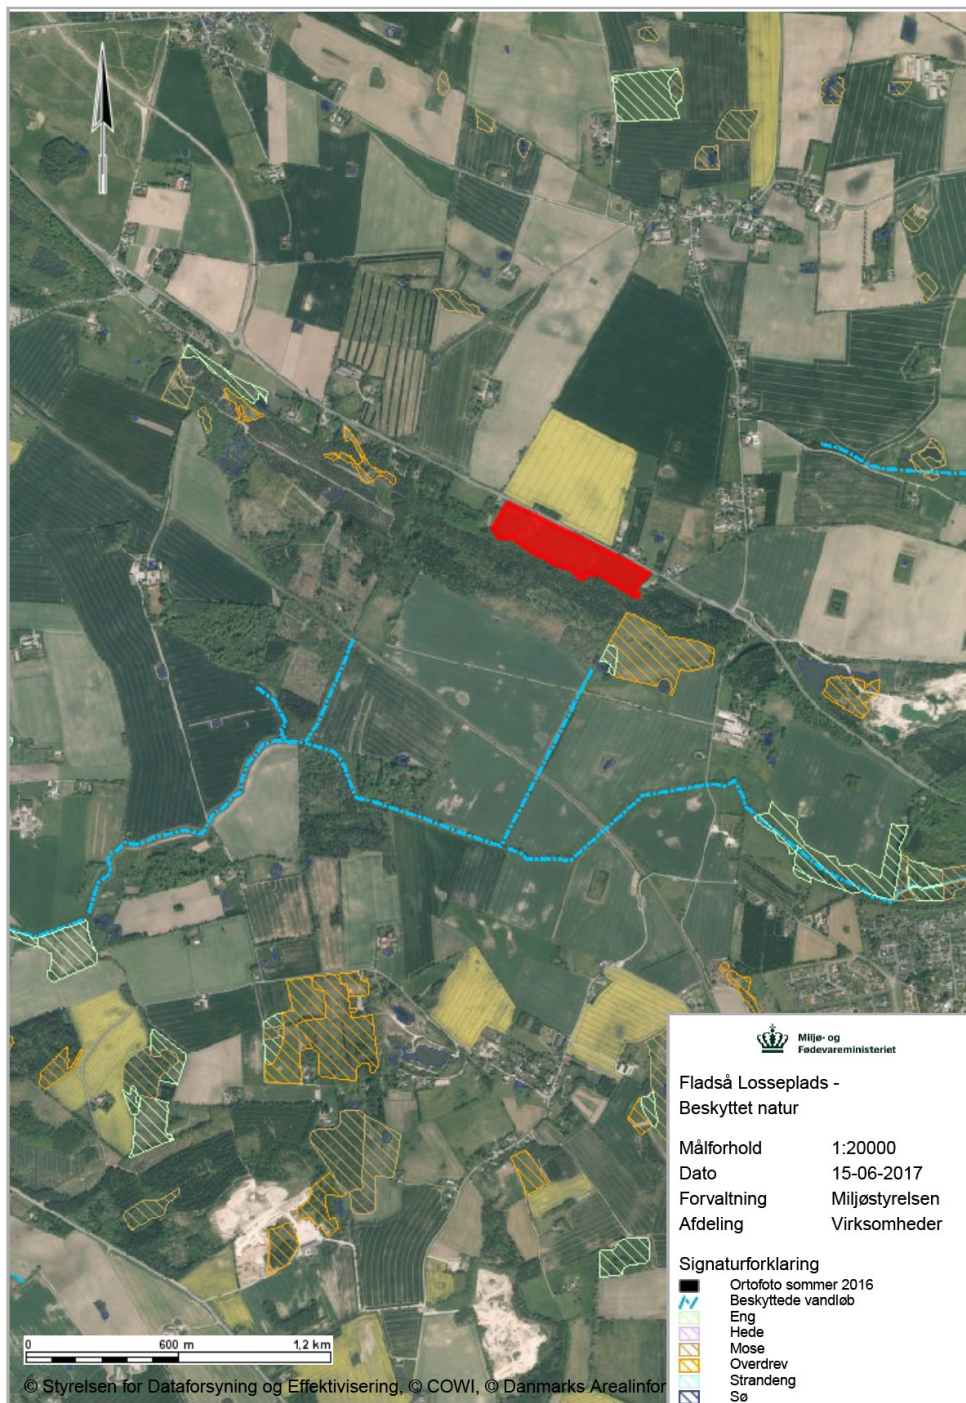 Miljø- og
Fødevareministeriet
Fladså Losseplads -
Beskyttet natur
Målforhold 1:20000
Dato 15-06-2017
Forvaltning Miljøstyrelsen
Afdeling Virksomheder
Signaturforklaring
Ortofoto sommer 2016
Beskyttede vandløb
Eng
Hede
Mose
Overdrev
Strandeng
Sø
0 600 m 1,2 km
© Styrelsen for Dataforsyning og Effektivisering, © COWI, © Danmarks Arealinfor